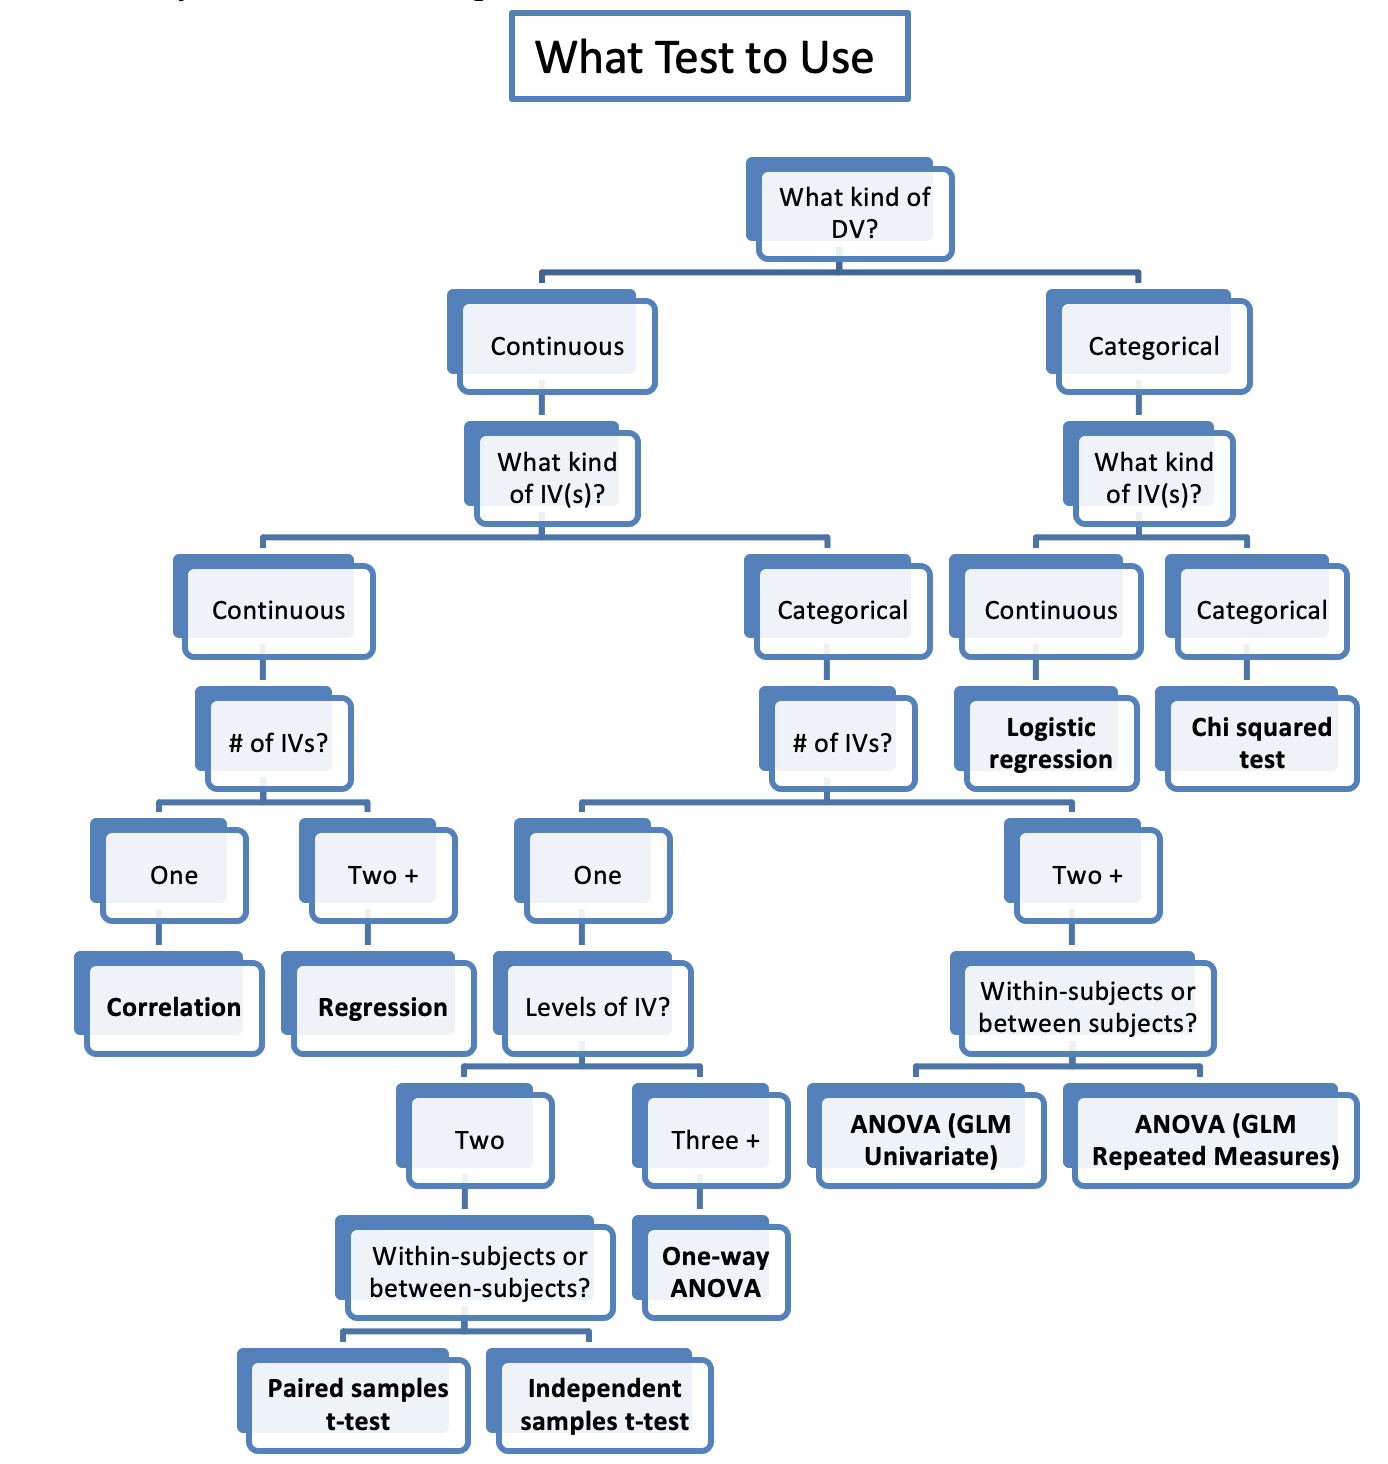 What Test to Use
What kind of
DV?
Continuous
Categorical
What kind
of IV(s)?
What kind
of IV(s)?
Continuous
Categorical
Continuous
Categorical
# of IVs?
# of IVs?
Logistic
regression
Chi squared
test
One
Two +
One
Two +
Correlation
Regression
Levels of IV?
Within-subjects or
between subjects?
Two
Three +
ANOVA (GLM
Univariate)
ANOVA (GLM
Repeated Measures)
Within-subjects or
between-subjects?
One-way
ANOVA
Paired samples
t-test
Independent
samples t-test